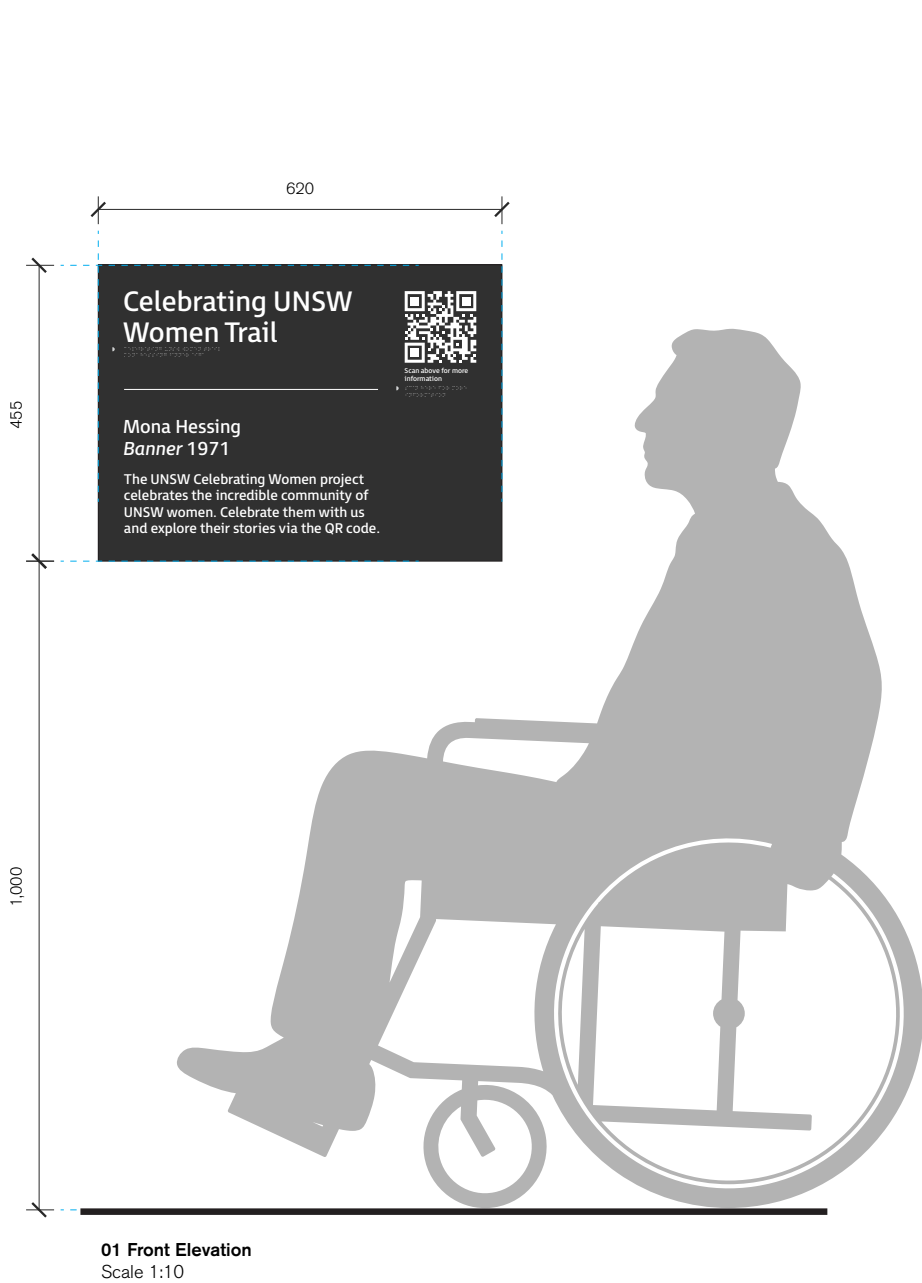 620
Celebrating UNSW
Women Trail
Scan above for more
information
455
Mona Hessing
Banner 1971
The UNSW Celebrating Women project
celebrates the incredible community of
UNSW women. Celebrate them with us
and explore their stories via the QR code.
1,000
01 Front Elevation
Scale 1:10